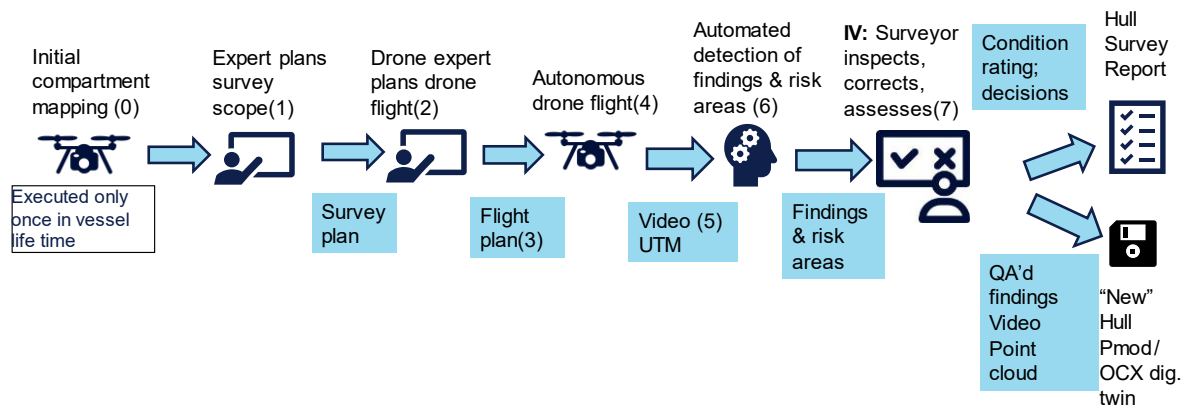 Initial
compartment
mapping (0)
Executed only
once in vessel
life time
Expert plans
survey
scope(1)
Survey
plan
Drone expert
plans drone
flight(2)
Flight
plan(3)
Autonomous
drone flight(4)
Video (5)
UTM
Automated
detection of
findings & risk
areas (6)
Findings
& risk
areas
IV: Surveyor
inspects,
corrects,
assesses(7)
Condition
rating;
decisions
Hull
Survey
Report
QA’d
findings
Video
Point
cloud
“New”
Hull
Pmod/
OCX dig.
twin